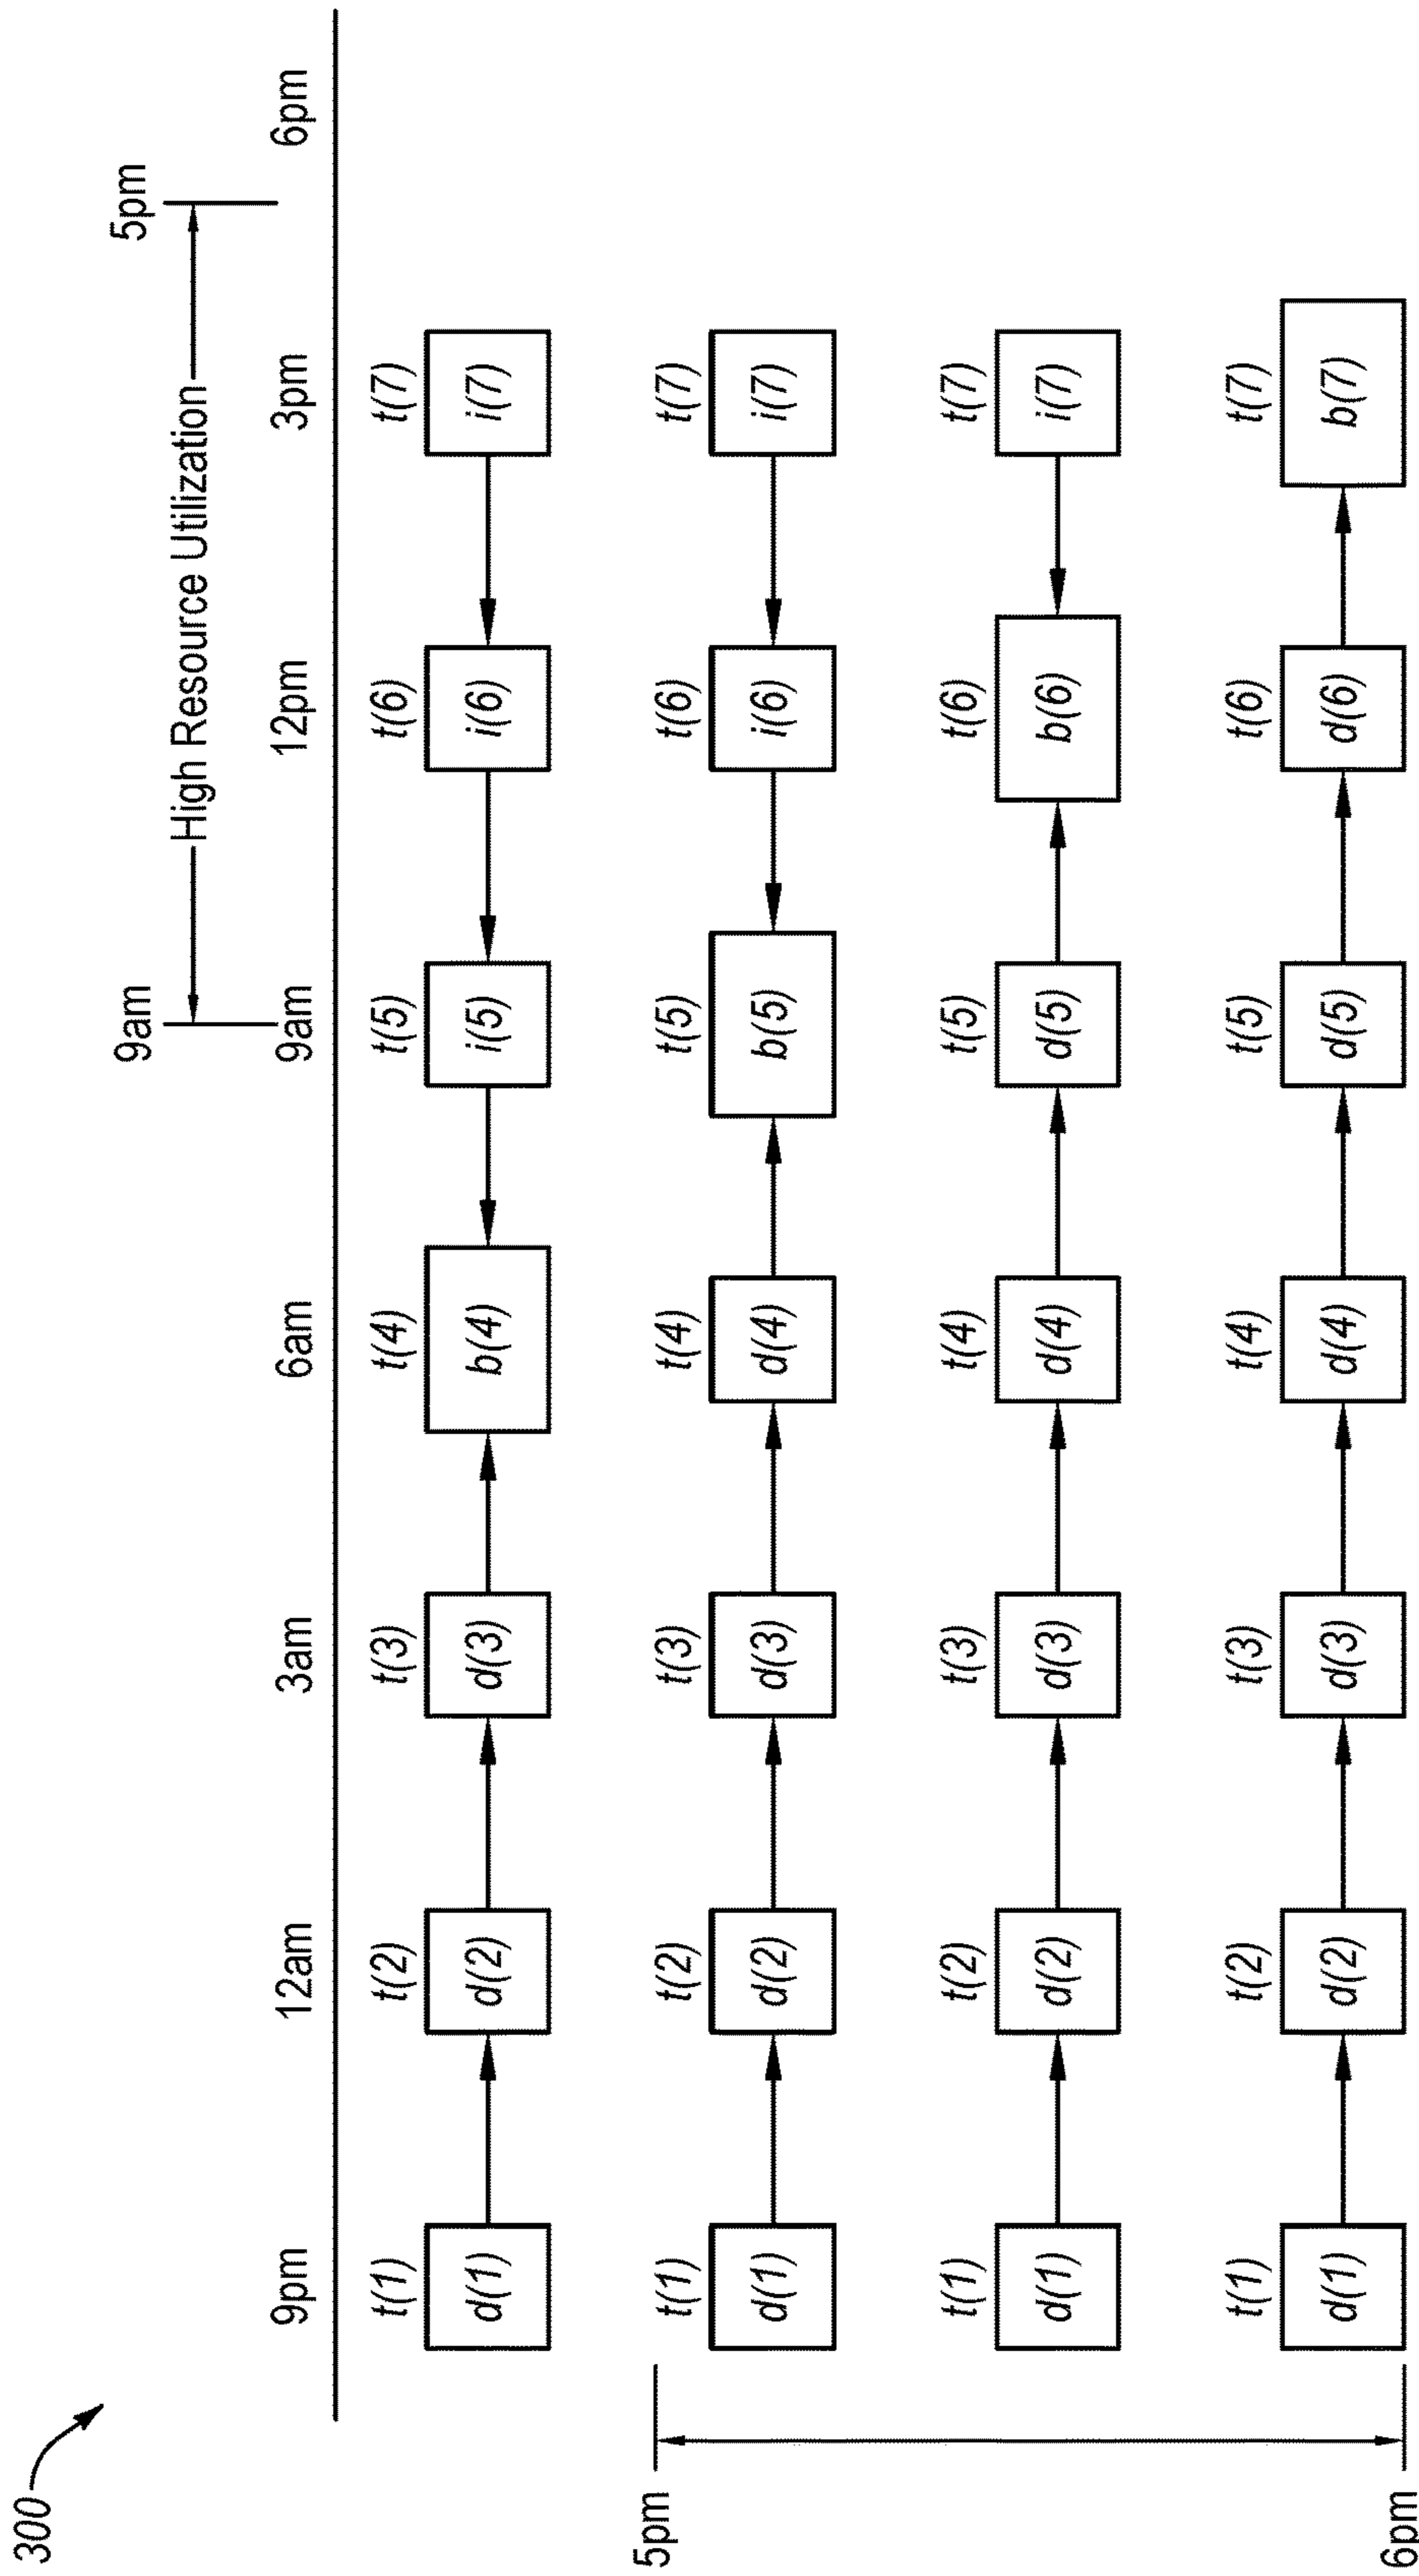 300
9am
5pm
High Resource Utilization
9pm 12am 3am 6am 9am 12pm 3pm 6pm
t(1) t(2) t(3) t(4) t(5) t(6) t(7)
d(1) d(2) d(3) b(4) i(5) i(6) i(7)
5pm
t(1) t(2) t(3) t(4) t(5) t(6) t(7)
d(1) d(2) d(3) d(4) b(5) i(6) i(7)
t(1) t(2) t(3) t(4) t(5) t(6) t(7)
d(1) d(2) d(3) d(4) d(5) b(6) i(7)
t(1) t(2) t(3) t(4) t(5) t(6) t(7)
d(1) d(2) d(3) d(4) d(5) d(6) b(7)
6pm